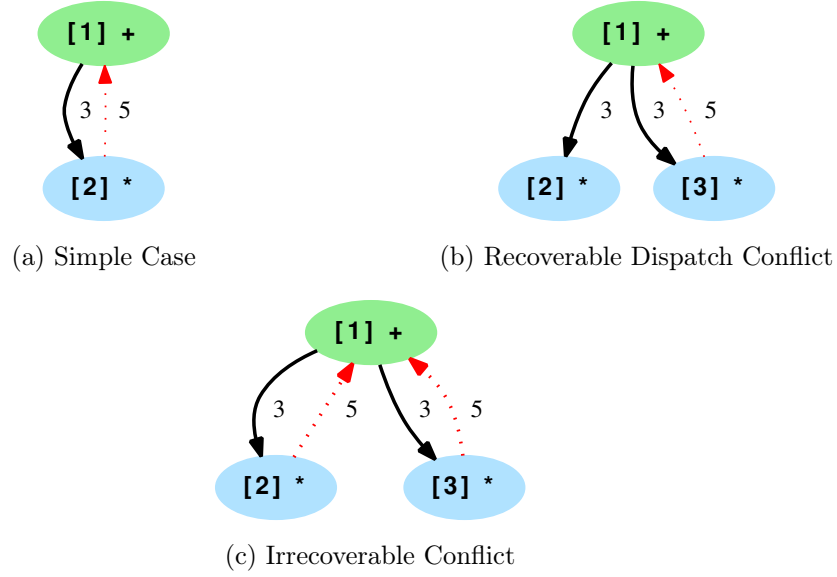 [1] +
3 5
[2] *
(a) Simple Case
[1] +
3 3 5
[2] * [3] *
(b) Recoverable Dispatch Conflict
[1] +
3 5 3 5
[2] * [3] *
(c) Irrecoverable Conflict